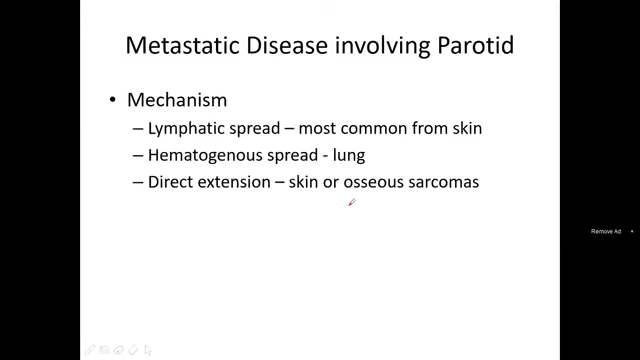 Metastatic Disease involving Parotid
• Mechanism
– Lymphatic spread – most common from skin
– Hematogenous spread - lung
– Direct extension – skin or osseous sarcomas
Remove Ad